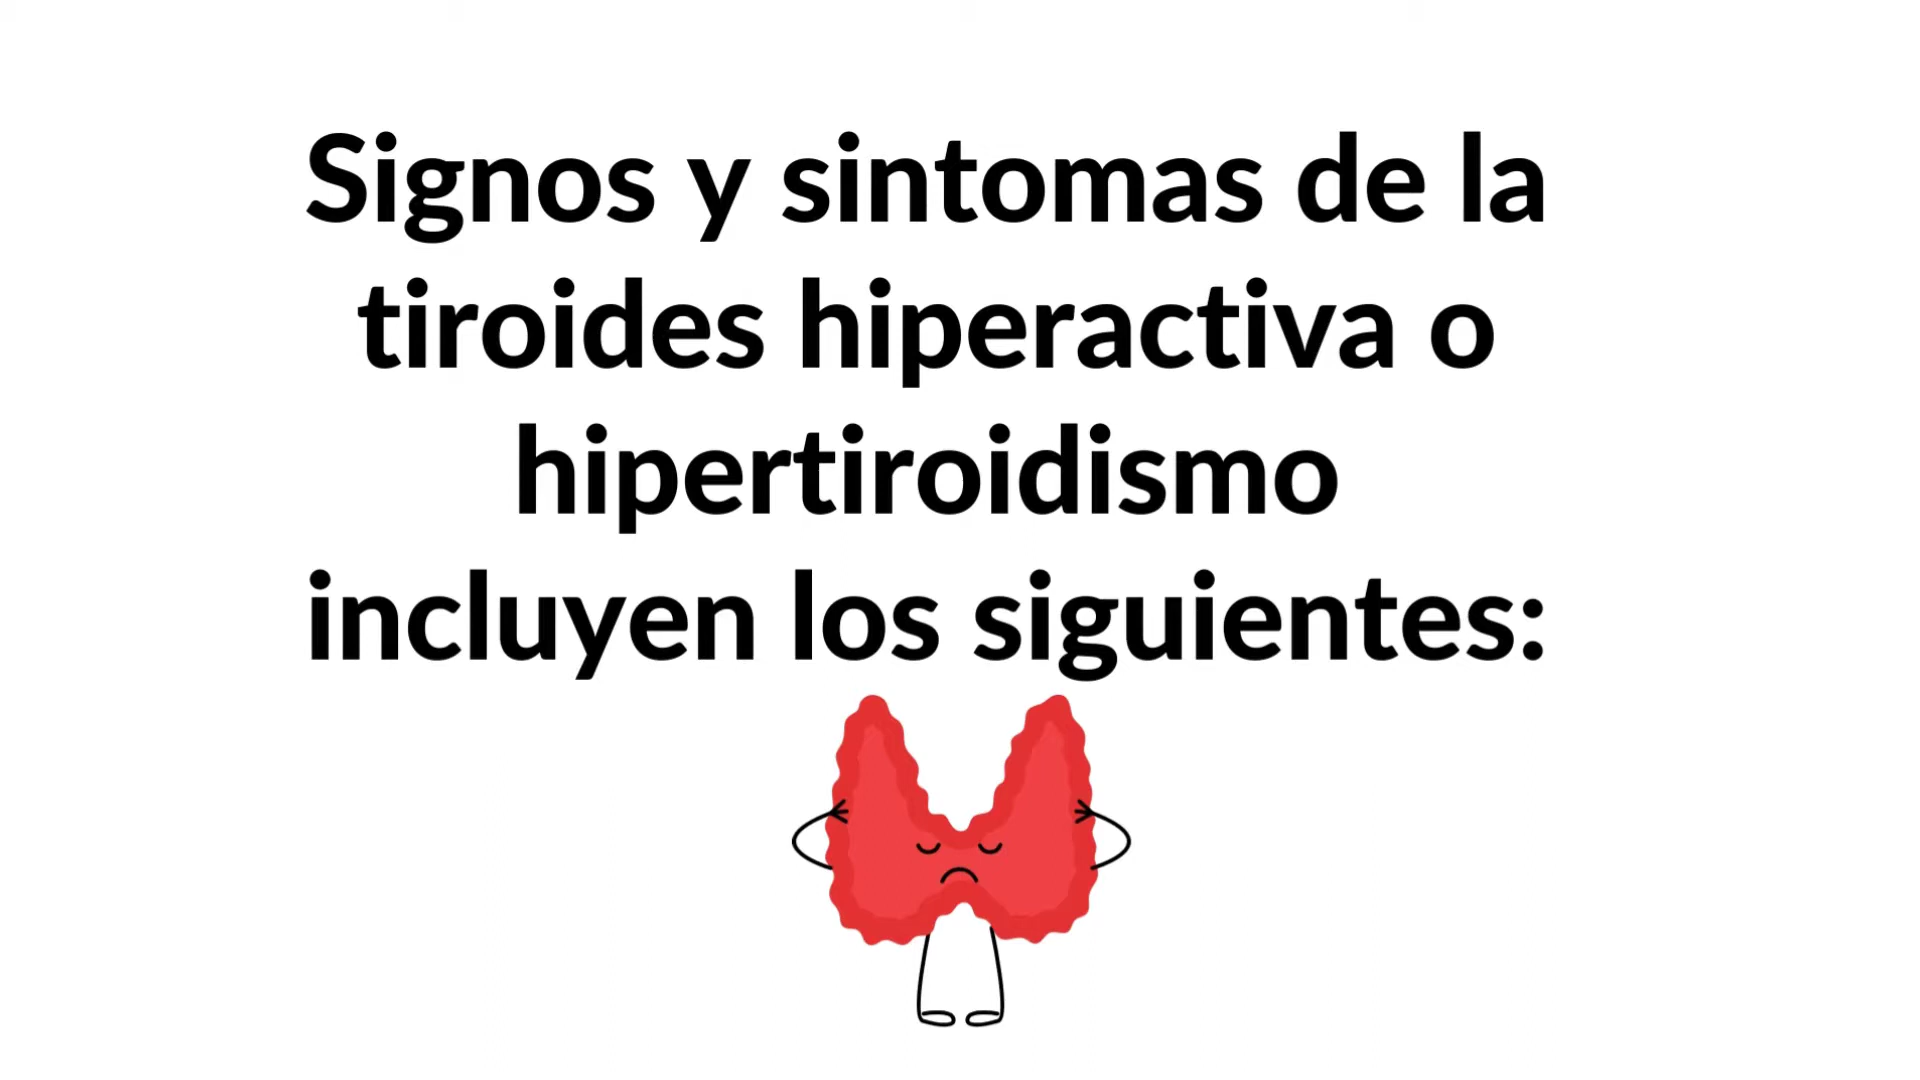 Signos y sintomas de la
tiroides hiperactiva o
hipertiroidismo
incluyen los siguientes: